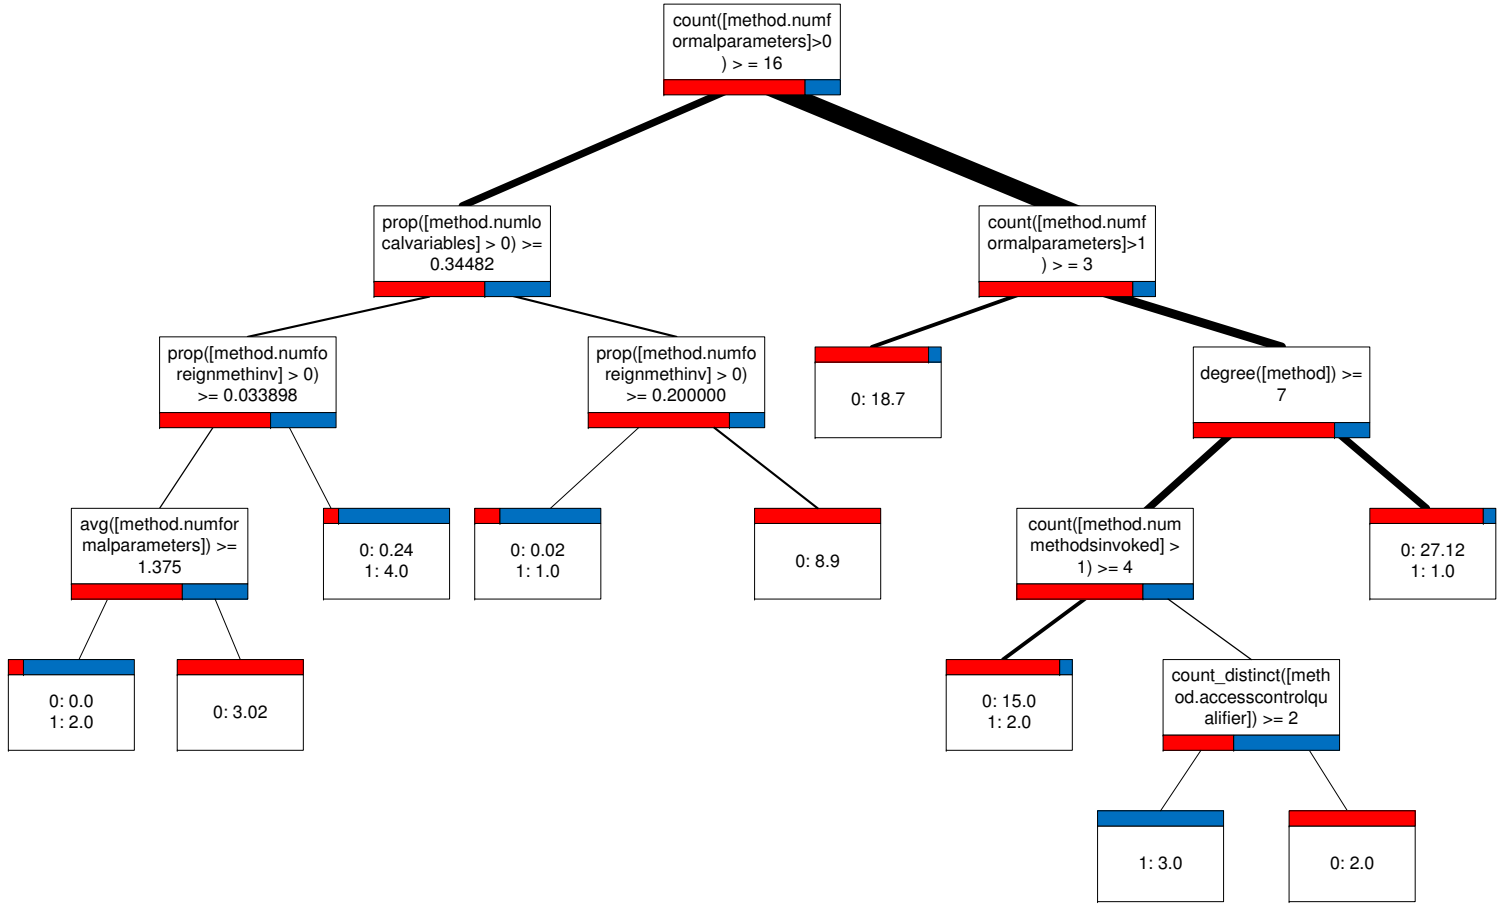 count([method.numf
ormalparameters]>0
) > = 16
prop([method.numlo
calvariables] > 0) >=
0.34482
count([method.numf
ormalparameters]>1
) > = 3
prop([method.numfo
reignmethinv] > 0)
>= 0.033898
prop([method.numfo
reignmethinv] > 0)
>= 0.200000
0: 18.7
degree([method]) >=
7
avg([method.numfor
malparameters]) >=
1.375
0: 0.24
1: 4.0
0: 0.02
1: 1.0
0: 8.9
count([method.num
methodsinvoked] >
1) >= 4
0: 27.12
1: 1.0
0: 0.0
1: 2.0
0: 3.02
0: 15.0
1: 2.0
count_distinct([meth
od.accesscontrolqu
alifier]) >= 2
1: 3.0
0: 2.0